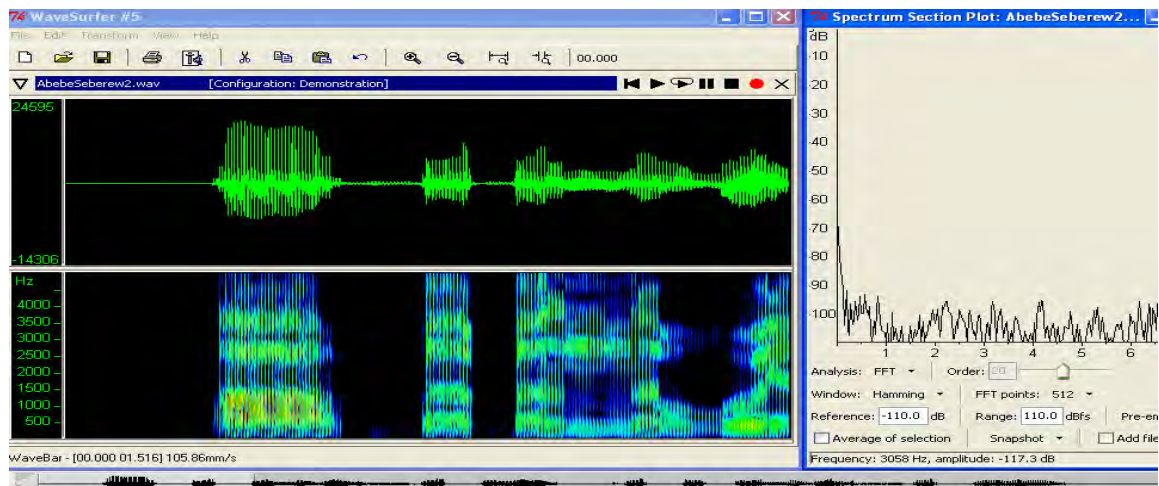 WaveSurfer #5
File Edit Transform View Help
00.000
AbebeSeberew2.wav [Configuration: Demonstration]
24595
-14306
Hz
4000
3500
3000
2500
2000
1500
1000
500
WaveBar - [00.000 01.516] 105.86mm/s
Spectrum Section Plot: AbebeSeberew2...
dB
-10
-20
-30
-40
-50
-60
-70
-80
-90
-100
1 2 3 4 5 6
Analysis: FFT Order: 20
Window: Hamming FFT points: 512
Reference: -110.0 dB Range: 110.0 dBfs Pre-em
Average of selection Snapshot Add file
Frequency: 3058 Hz, amplitude: -117.3 dB